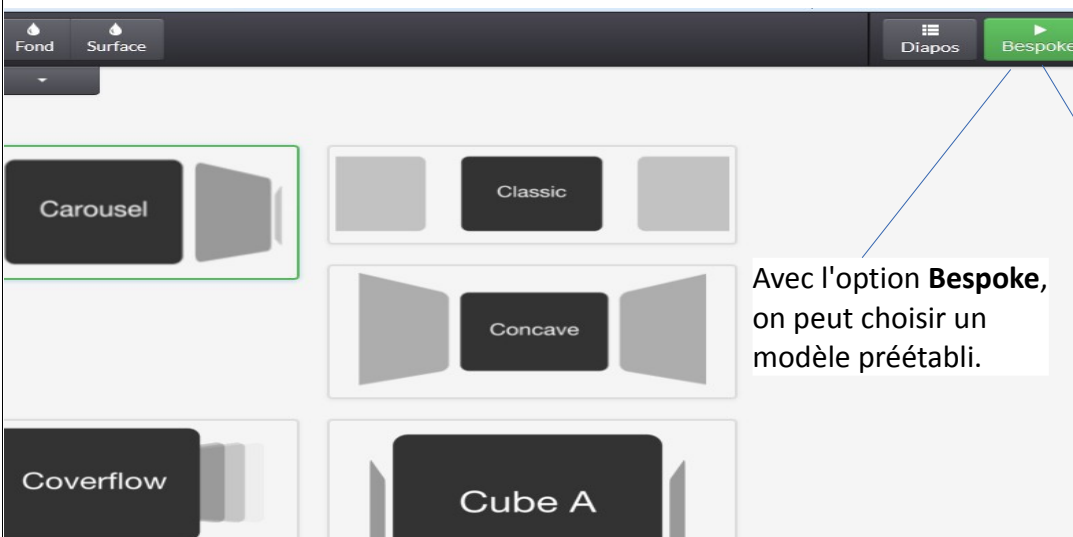 Fond Surface Diapos Bespoke
Carousel Classic
Concave
Avec l'option Bespoke,
on peut choisir un
modèle préétabli.
Coverflow Cube A